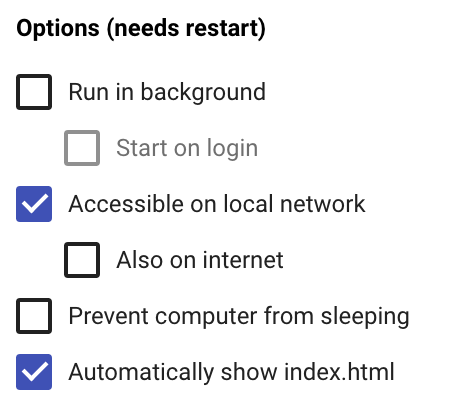 Options (needs restart)
Run in background
Start on login
Accessible on local network
Also on internet
Prevent computer from sleeping
Automatically show index.html